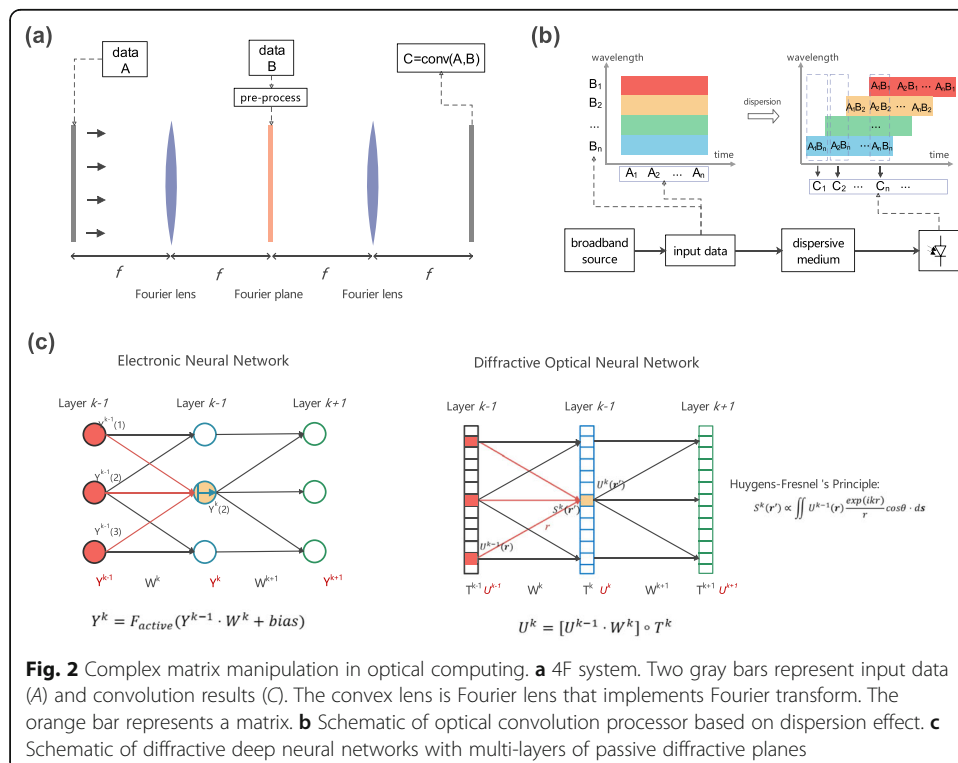 (a)
data
A
data
B
C=conv(A,B)
pre-process
f
f
f
f
Fourier lens
Fourier plane
Fourier lens
(b)
wavelength
B1
B2
...
Bn
time
A1 A2 ... An
dispersion
wavelength
A1B1 A2B1 ... AnB1
A1B2 A2B2 ... AnB2
...
A1Bn A2Bn ... AnBn
time
C1 C2 ... Cn ...
broadband
source
input data
dispersive
medium
(c)
Electronic Neural Network
Layer k-1
Layer k-1
Layer k+1
Y^k-1(1)
Y^k-1(2)
Y^k(2)
Y^k-1(3)
Y^k-1 W^k Y^k W^k+1 Y^k+1
Y^k = F_active(Y^k-1 · W^k + bias)
Diffractive Optical Neural Network
Layer k-1
Layer k-1
Layer k+1
U^k(r')
S^k(r')
r
U^k-1(r)
T^k-1 U^k-1 W^k T^k U^k W^k+1 T^k+1 U^k+1
U^k = [U^k-1 · W^k] ∘ T^k
Huygens-Fresnel 's Principle:
S^k(r') ∝ ∬ U^k-1(r) exp(ikr)/r cosθ · ds
Fig. 2 Complex matrix manipulation in optical computing. a 4F system. Two gray bars represent input data
(A) and convolution results (C). The convex lens is Fourier lens that implements Fourier transform. The
orange bar represents a matrix. b Schematic of optical convolution processor based on dispersion effect. c
Schematic of diffractive deep neural networks with multi-layers of passive diffractive planes